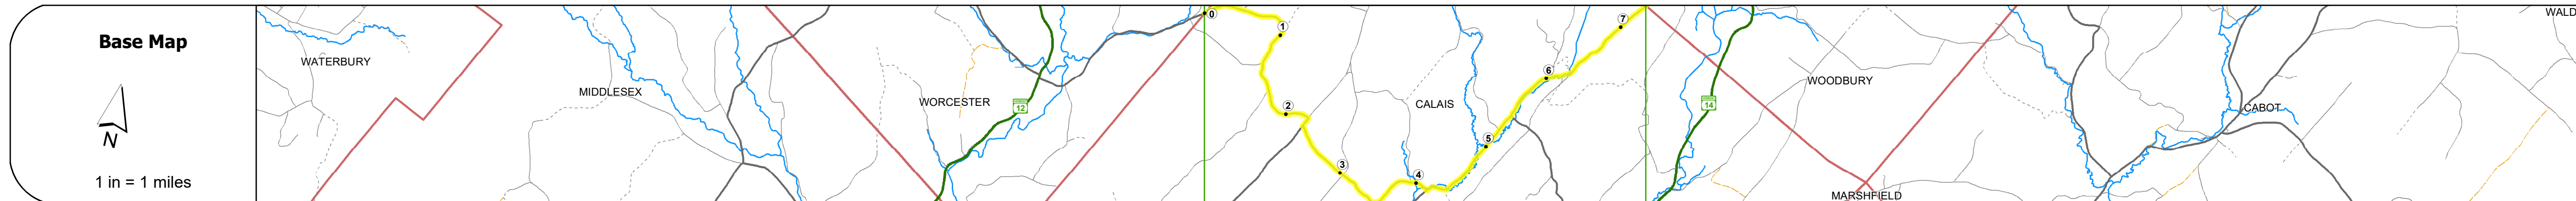 Base Map
N
1 in = 1 miles
WATERBURY
MIDDLESEX
WORCESTER
12
0
1
2
3
4
5
6
7
CALAIS
14
WOODBURY
MARSHFIELD
CABOT
WALD